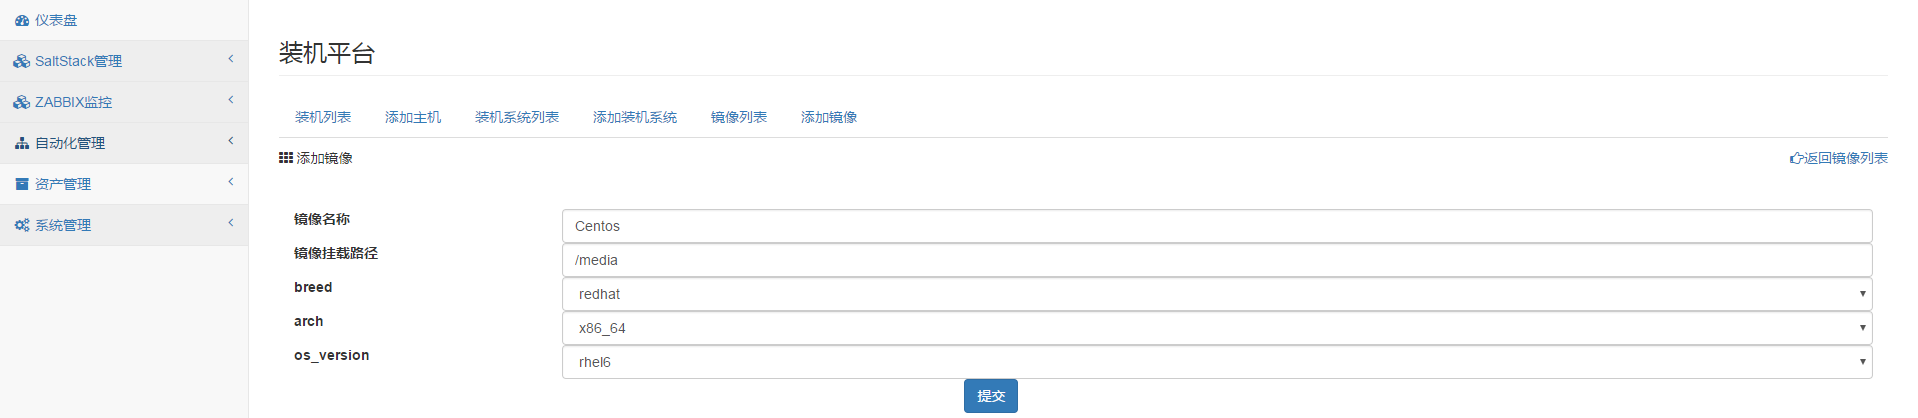 仪表盘
SaltStack管理
ZABBIX监控
自动化管理
资产管理
系统管理
装机平台
装机列表 添加主机 装机系统列表 添加装机系统 镜像列表 添加镜像
添加镜像 返回镜像列表
镜像名称 Centos
镜像挂载路径 /media
breed redhat
arch x86_64
os_version rhel6
提交